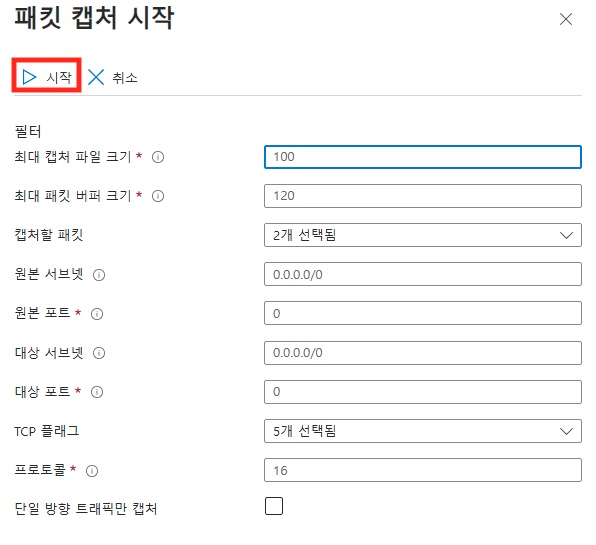 패킷 캡처 시작
시작 취소
필터
최대 캡처 파일 크기 * 100
최대 패킷 버퍼 크기 * 120
캡처할 패킷 2개 선택됨
원본 서브넷 0.0.0.0/0
원본 포트 * 0
대상 서브넷 0.0.0.0/0
대상 포트 * 0
TCP 플래그 5개 선택됨
프로토콜 * 16
단일 방향 트래픽만 캡처